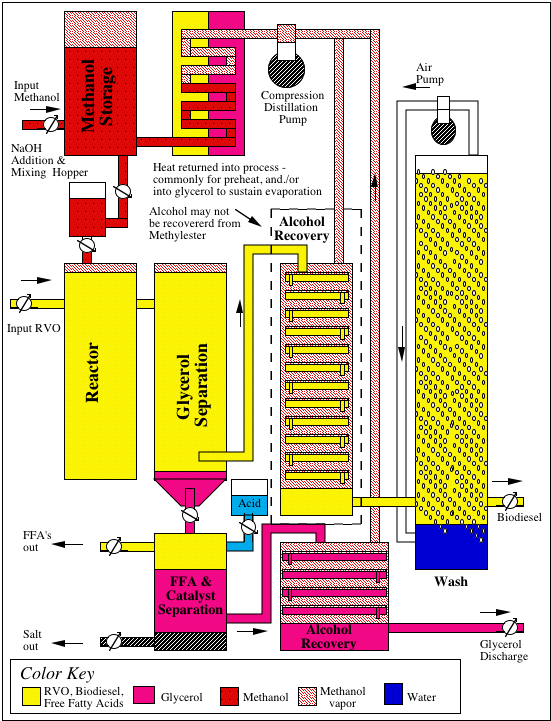 Methanol
Storage
Input
Methanol
NaOH
Addition &
Mixing Hopper
Compression
Distillation
Pump
Air
Pump
Heat returned into process -
commonly for preheat, and./or
into glycerol to sustain evaporation
Alcohol may not
be recovererd from
Methylester
Alcohol
Recovery
Input RVO
Reactor
Glycerol
Separation
Acid
Biodiesel
FFA's
out
FFA &
Catalyst
Separation
Wash
Salt
out
Alcohol
Recovery
Glycerol
Discharge
Color Key
RVO, Biodiesel,
Free Fatty Acids
Glycerol
Methanol
Methanol
vapor
Water